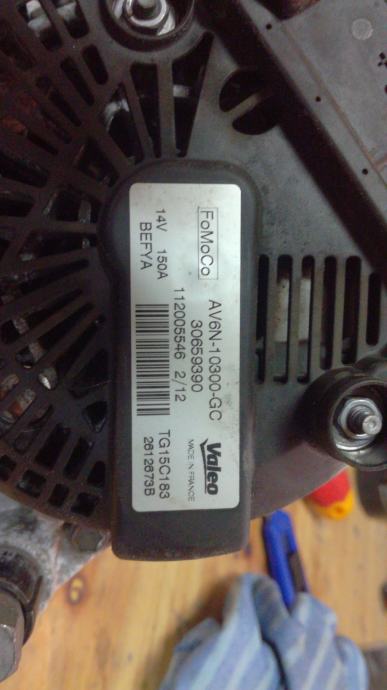 FoMoCo
AV6N-10300-GC
30659390
112005546 2/12
14V 150A
BEFYA
Valeo
MADE IN FRANCE
TG15C183
2612673B